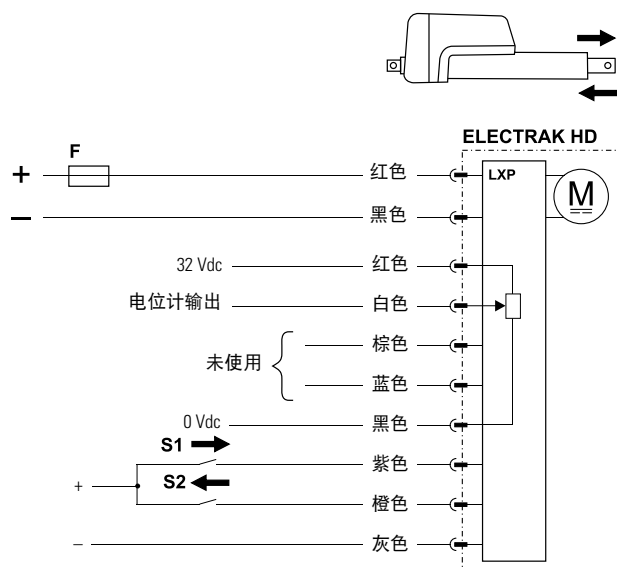 ELECTRAK HD
F
+ 红色 LXP
M
− 黑色
32 Vdc 红色
电位计输出 白色
棕色
未使用
蓝色
0 Vdc 黑色
S1
紫色
S2
+
橙色
− 灰色